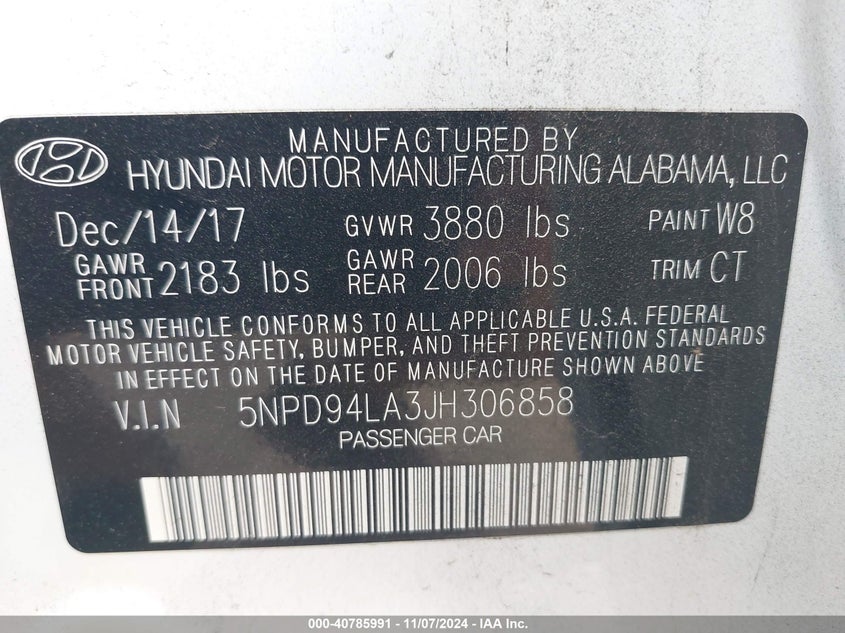 MANUFACTURED BY
HYUNDAI MOTOR MANUFACTURING ALABAMA, LLC
Dec/14/17 GVWR 3880 lbs PAINT W8
GAWR FRONT 2183 lbs GAWR REAR 2006 lbs TRIM CT
THIS VEHICLE CONFORMS TO ALL APPLICABLE U.S.A. FEDERAL
MOTOR VEHICLE SAFETY, BUMPER, AND THEFT PREVENTION STANDARDS
IN EFFECT ON THE DATE OF MANUFACTURE SHOWN ABOVE
V.I.N 5NPD94LA3JH306858
PASSENGER CAR
000-40785991 - 11/07/2024 - IAA Inc.